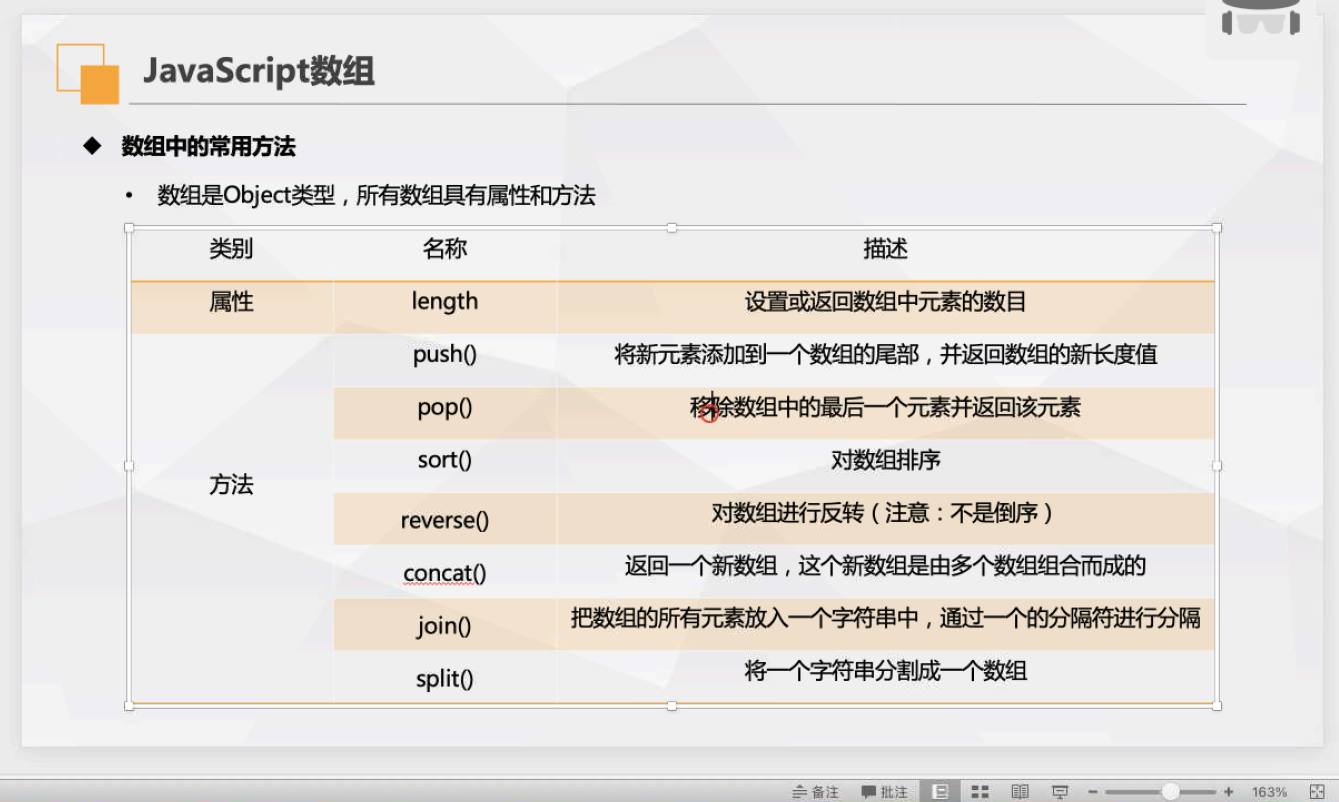 JavaScript数组
◆ 数组中的常用方法
• 数组是Object类型，所有数组具有属性和方法
类别 名称 描述
属性 length 设置或返回数组中元素的数目
push() 将新元素添加到一个数组的尾部，并返回数组的新长度值
pop() 移除数组中的最后一个元素并返回该元素
sort() 对数组排序
方法
reverse() 对数组进行反转（注意：不是倒序）
concat() 返回一个新数组，这个新数组是由多个数组组合而成的
join() 把数组的所有元素放入一个字符串中，通过一个的分隔符进行分隔
split() 将一个字符串分割成一个数组
备注 批注 163%